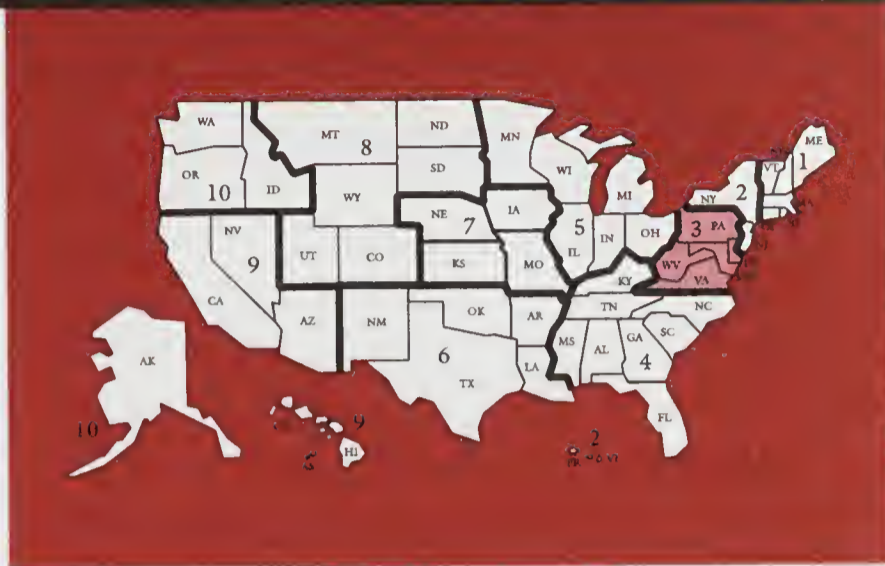 WA
MT
8
ND
MN
ME
1
VT
OR
10
ID
WY
SD
WI
MI
NY
2
NV
9
UT
CO
NE
7
IA
5
IL
IN
OH
3
PA
WV
VA
KS
MO
KY
CA
AZ
NM
OK
AR
TN
NC
6
TX
LA
MS
AL
GA
4
SC
FL
AK
10
9
HI
2
PR
VI